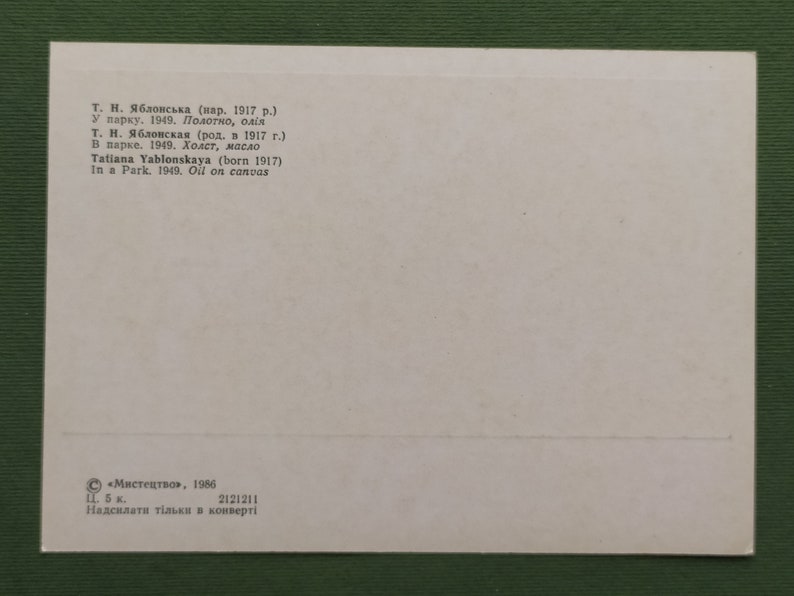 Т. Н. Яблонська (нар. 1917 р.)
У парку. 1949. Полотно, олія
Т. Н. Яблонская (род. в 1917 г.)
В парке. 1949. Холст, масло
Tatiana Yablonskaya (born 1917)
In a Park. 1949. Oil on canvas
© «Мистецтво», 1986
Ц. 5 к. 2121211
Надсилати тільки в конверті